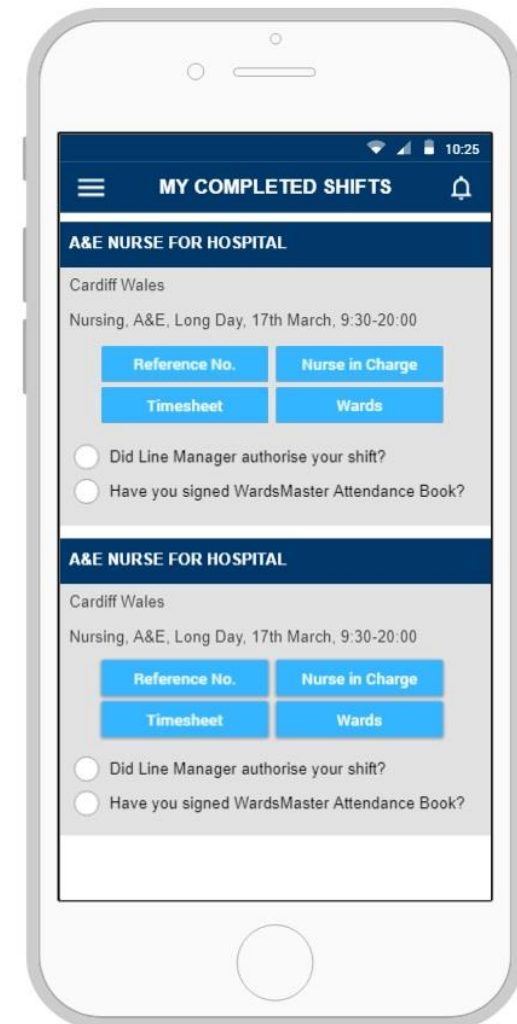 10:25
MY COMPLETED SHIFTS
A&E NURSE FOR HOSPITAL
Cardiff Wales
Nursing, A&E, Long Day, 17th March, 9:30-20:00
Reference No. Nurse in Charge
Timesheet Wards
Did Line Manager authorise your shift?
Have you signed WardsMaster Attendance Book?
A&E NURSE FOR HOSPITAL
Cardiff Wales
Nursing, A&E, Long Day, 17th March, 9:30-20:00
Reference No. Nurse in Charge
Timesheet Wards
Did Line Manager authorise your shift?
Have you signed WardsMaster Attendance Book?